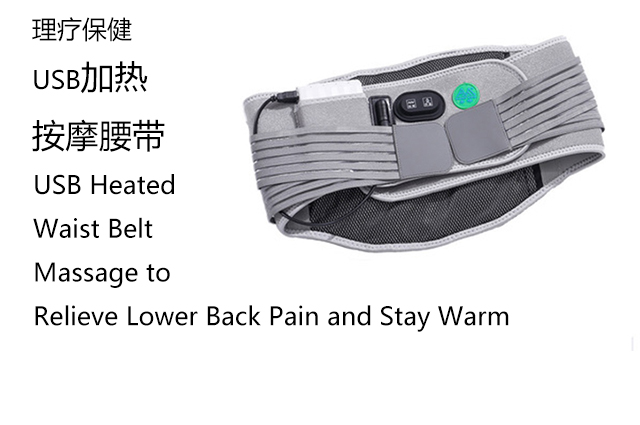 理疗保健
USB加热
按摩腰带
USB Heated
Waist Belt
Massage to
Relieve Lower Back Pain and Stay Warm